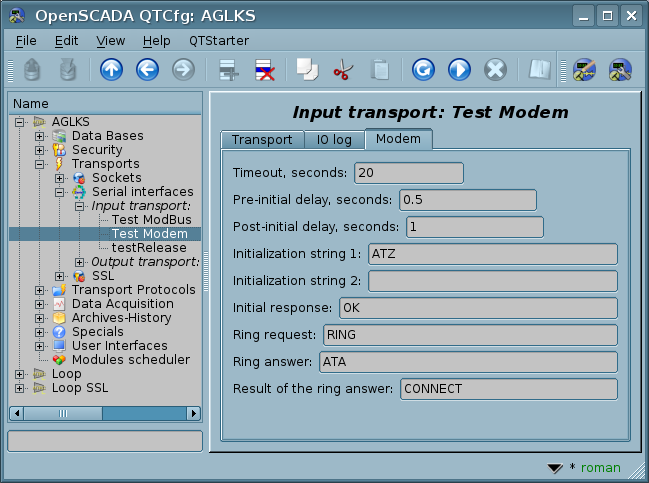 OpenSCADA QTCfg: AGLKS
File Edit View Help QTStarter
Name
AGLKS
Data Bases
Security
Transports
Sockets
Serial interfaces
Input transport:
Test ModBus
Test Modem
testRelease
Output transport:
SSL
Transport Protocols
Data Acquisition
Archives-History
Specials
User Interfaces
Modules scheduler
Loop
Loop SSL
Input transport: Test Modem
Transport IO log Modem
Timeout, seconds: 20
Pre-initial delay, seconds: 0.5
Post-initial delay, seconds: 1
Initialization string 1: ATZ
Initialization string 2:
Initial response: OK
Ring request: RING
Ring answer: ATA
Result of the ring answer: CONNECT
* roman